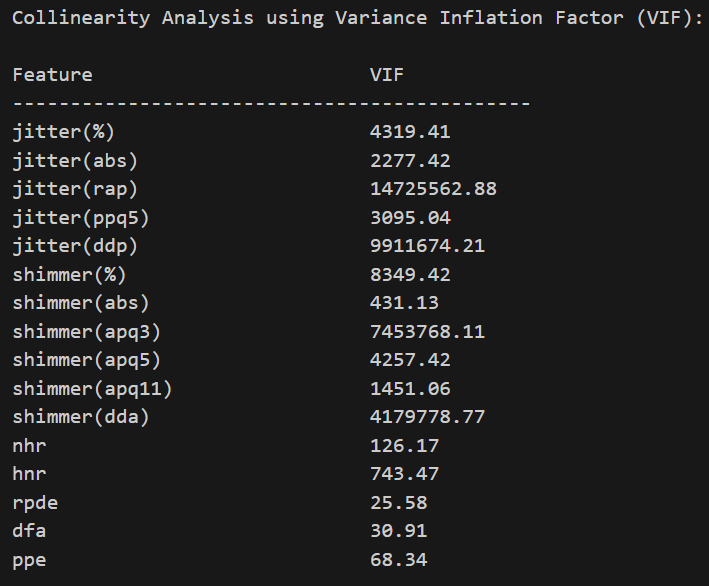 Collinearity Analysis using Variance Inflation Factor (VIF):
Feature VIF
---------------------------------------------
jitter(%) 4319.41
jitter(abs) 2277.42
jitter(rap) 14725562.88
jitter(ppq5) 3095.04
jitter(ddp) 9911674.21
shimmer(%) 8349.42
shimmer(abs) 431.13
shimmer(apq3) 7453768.11
shimmer(apq5) 4257.42
shimmer(apq11) 1451.06
shimmer(dda) 4179778.77
nhr 126.17
hnr 743.47
rpde 25.58
dfa 30.91
ppe 68.34